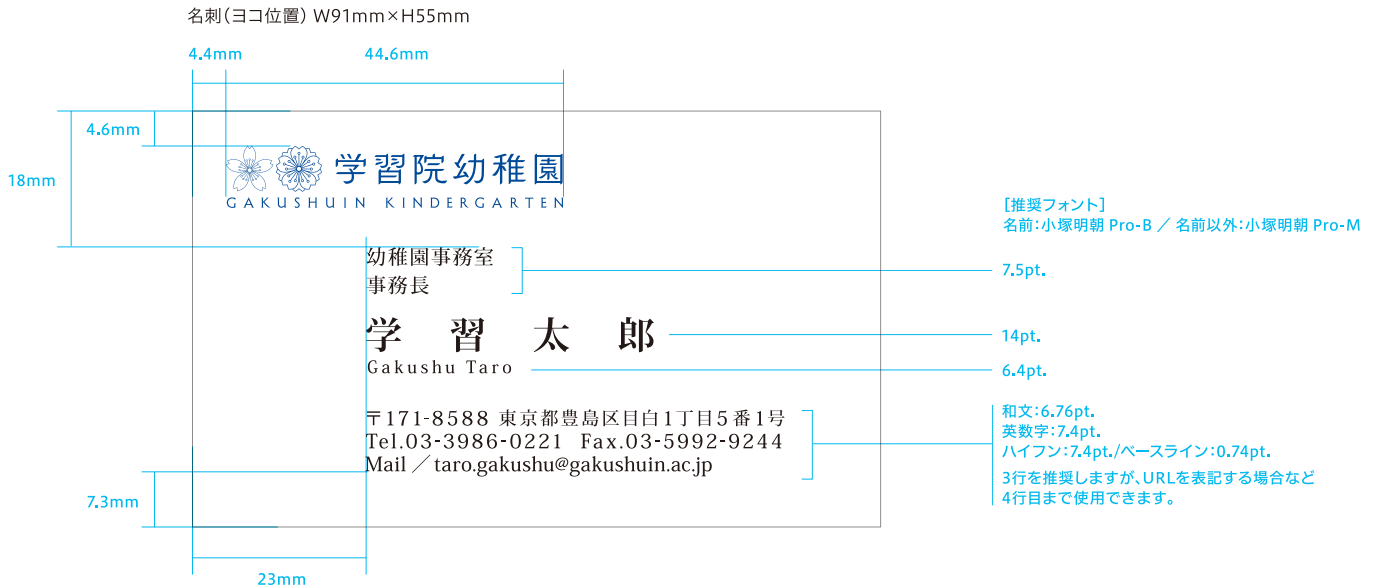 名刺（ヨコ位置） W91mm×H55mm
4.4mm
44.6mm
4.6mm
18mm
学習院幼稚園
GAKUSHUIN KINDERGARTEN
[推奨フォント]
名前：小塚明朝 Pro-B ／ 名前以外：小塚明朝 Pro-M
幼稚園事務室
事務長
7.5pt.
学 習 太 郎
14pt.
Gakushu Taro
6.4pt.
〒171-8588 東京都豊島区目白1丁目5番1号
Tel.03-3986-0221 Fax.03-5992-9244
Mail ／ taro.gakushu@gakushuin.ac.jp
和文：6.76pt.
英数字：7.4pt.
ハイフン：7.4pt./ベースライン：0.74pt.
3行を推奨しますが、URLを表記する場合など
4行目まで使用できます。
7.3mm
23mm